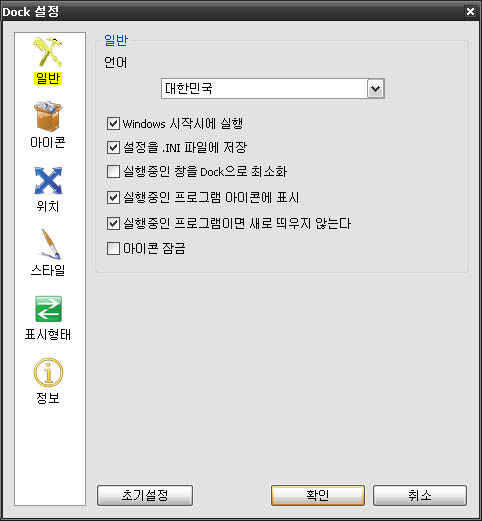 Dock 설정
일반
아이콘
위치
스타일
표시형태
정보
일반
언어
대한민국
Windows 시작시에 실행
설정을 .INI 파일에 저장
실행중인 창을 Dock으로 최소화
실행중인 프로그램 아이콘에 표시
실행중인 프로그램이면 새로 띄우지 않는다
아이콘 잠금
초기설정
확인
취소